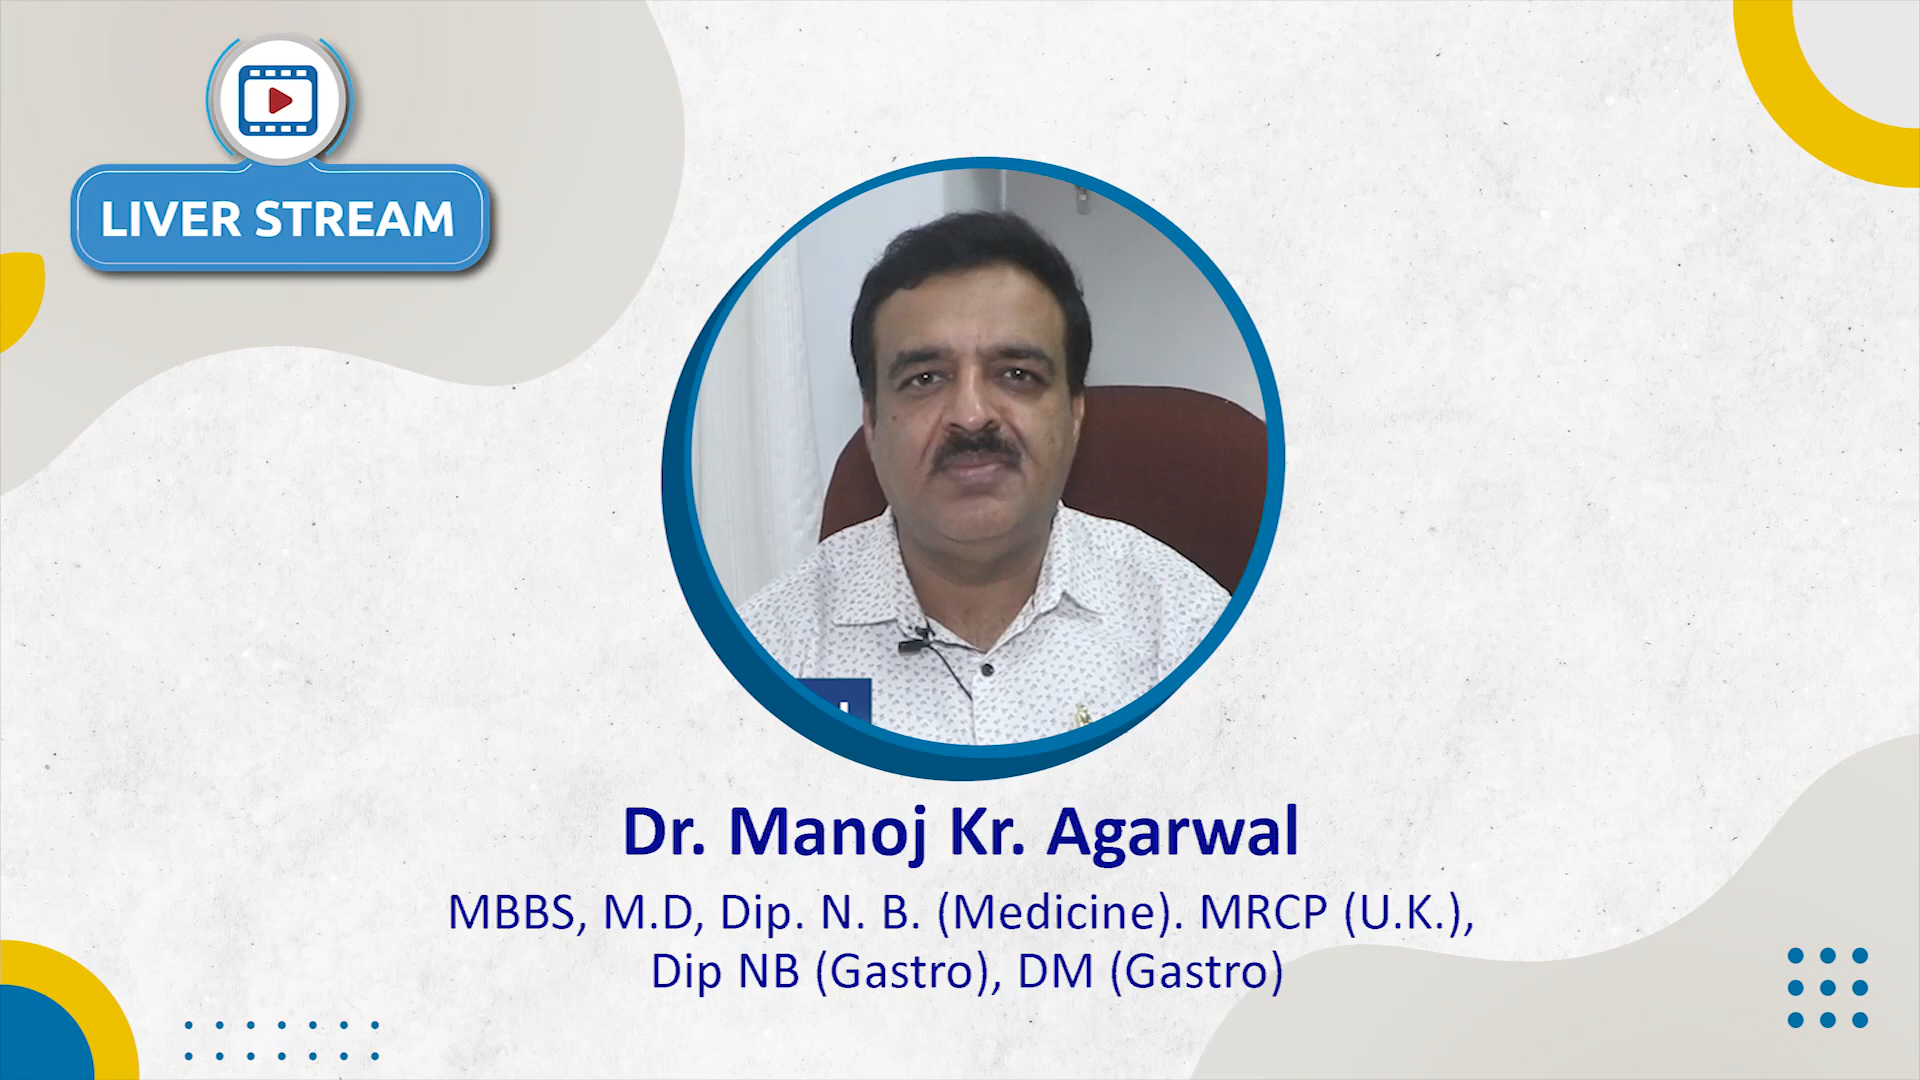 LIVER STREAM
Dr. Manoj Kr. Agarwal
MBBS, M.D, Dip. N. B. (Medicine). MRCP (U.K.),
Dip NB (Gastro), DM (Gastro)